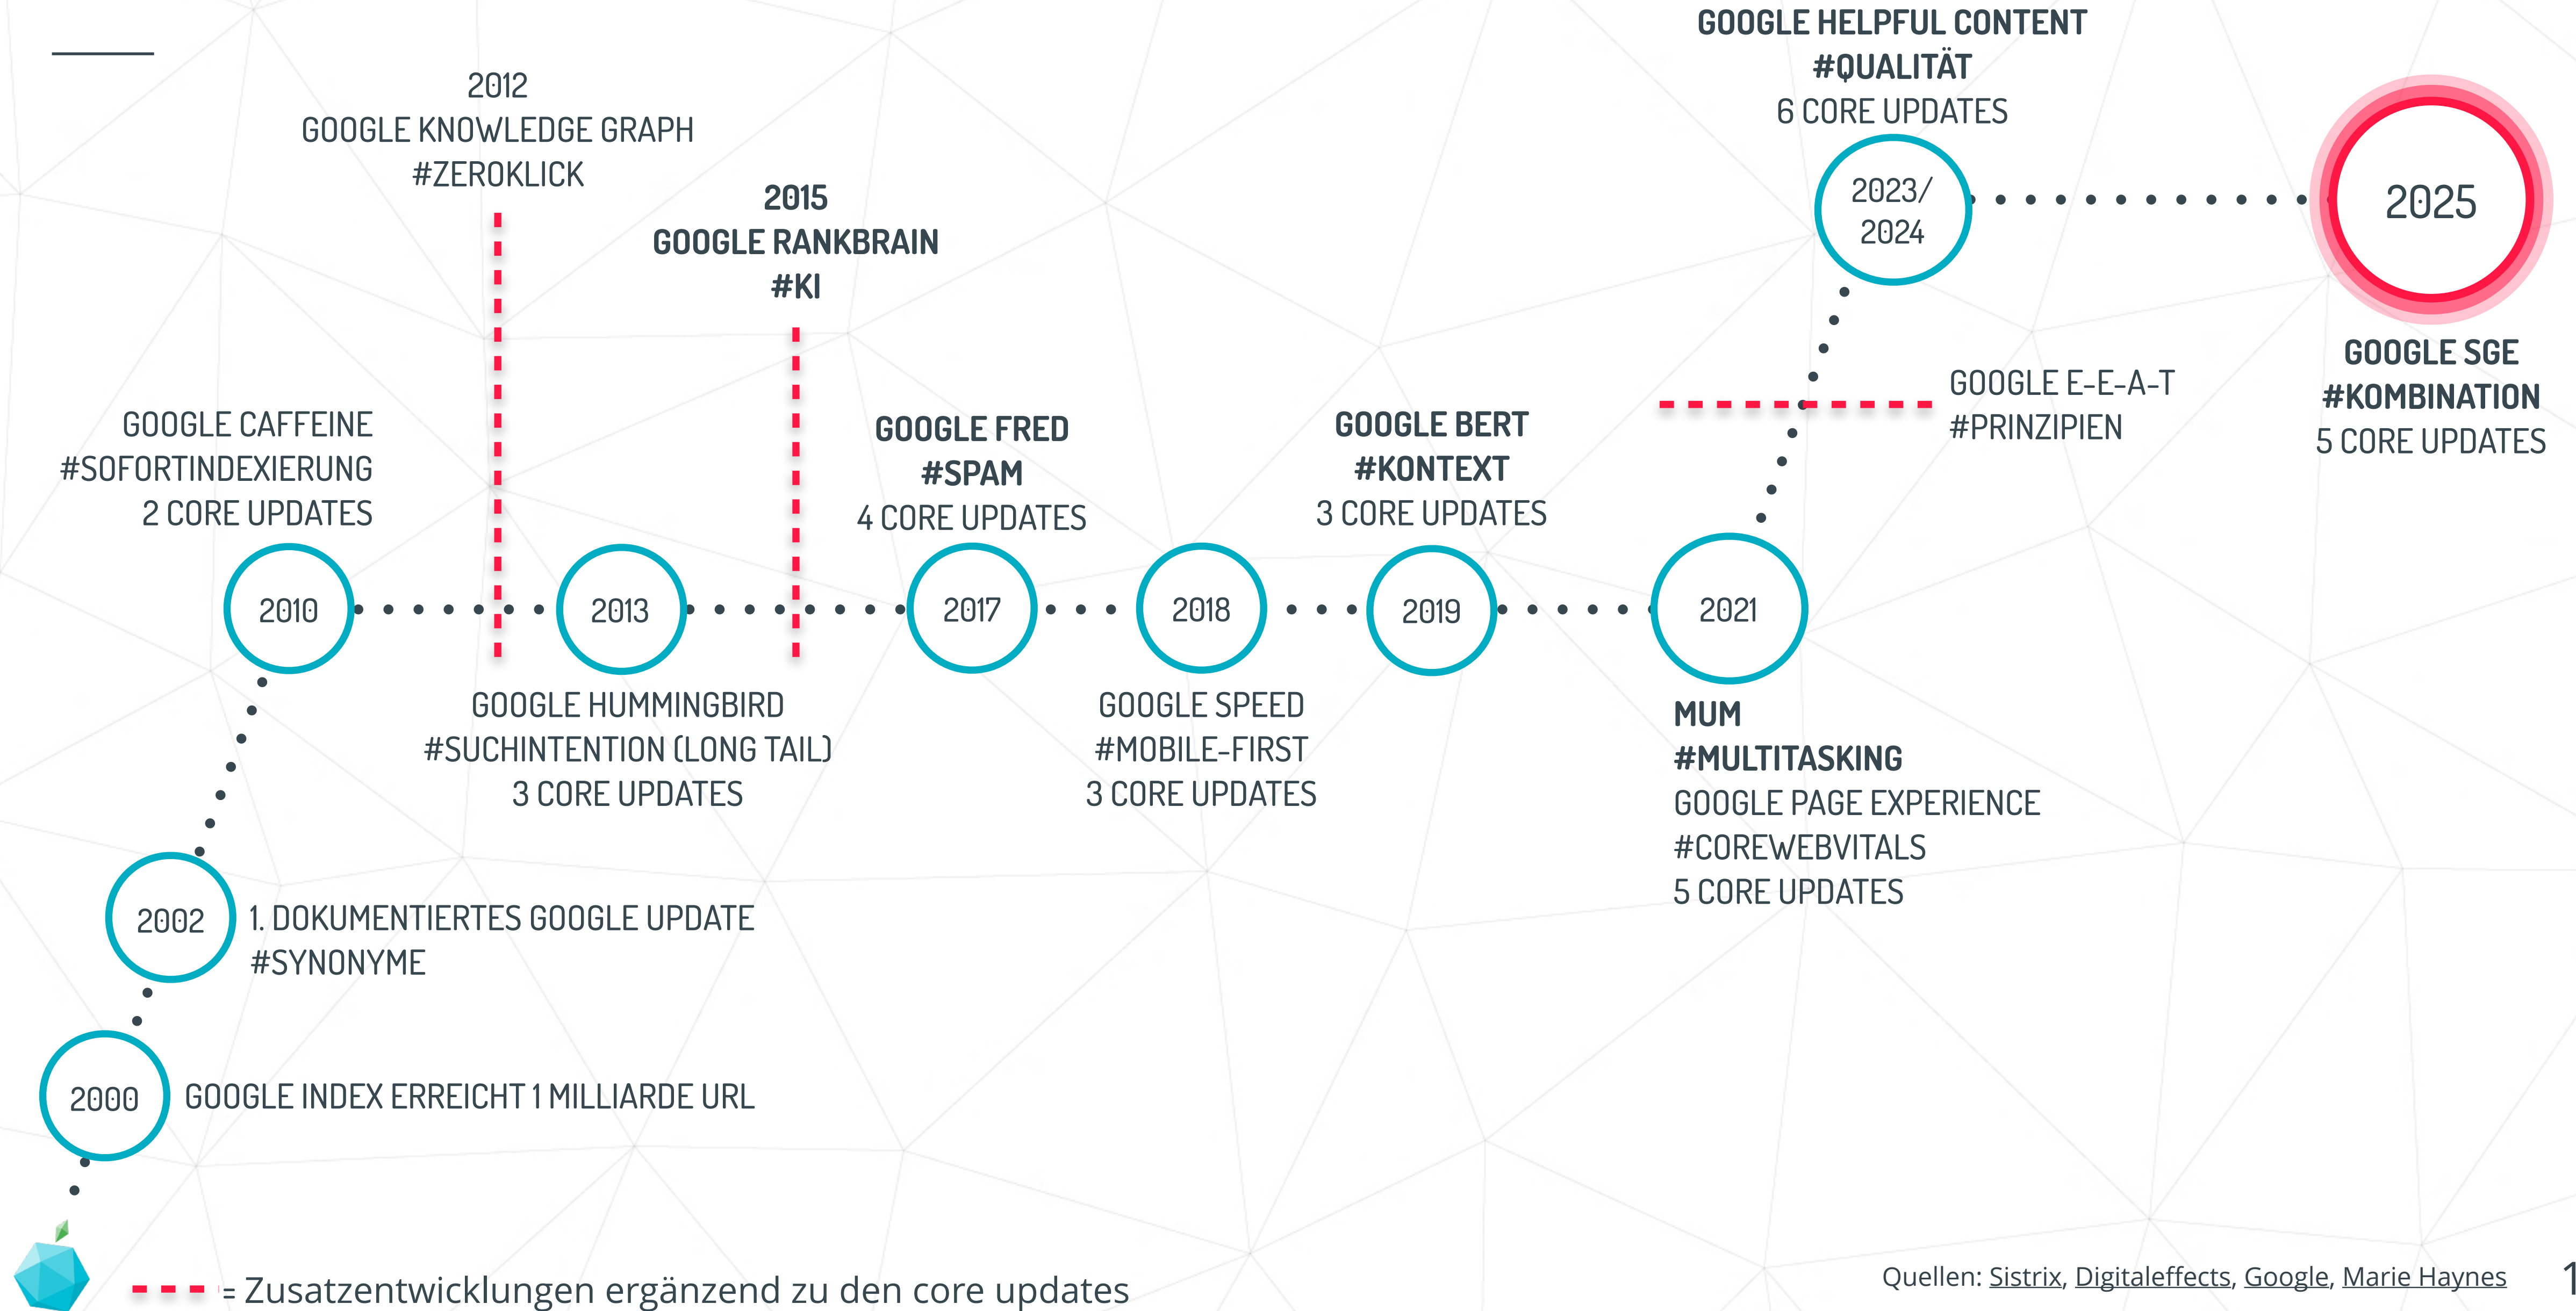 GOOGLE HELPFUL CONTENT
#QUALITÄT
6 CORE UPDATES
2023/
2024
2025
GOOGLE SGE
#KOMBINATION
5 CORE UPDATES
2012
GOOGLE KNOWLEDGE GRAPH
#ZEROKLICK
2015
GOOGLE RANKBRAIN
#KI
GOOGLE E-E-A-T
#PRINZIPIEN
GOOGLE CAFFEINE
#SOFORTINDEXIERUNG
2 CORE UPDATES
GOOGLE FRED
#SPAM
4 CORE UPDATES
GOOGLE BERT
#KONTEXT
3 CORE UPDATES
2010
2013
2017
2018
2019
2021
GOOGLE HUMMINGBIRD
#SUCHINTENTION (LONG TAIL)
3 CORE UPDATES
GOOGLE SPEED
#MOBILE-FIRST
3 CORE UPDATES
MUM
#MULTITASKING
GOOGLE PAGE EXPERIENCE
#COREWEBVITALS
5 CORE UPDATES
2002
1. DOKUMENTIERTES GOOGLE UPDATE
#SYNONYME
2000
GOOGLE INDEX ERREICHT 1 MILLIARDE URL
= Zusatzentwicklungen ergänzend zu den core updates
Quellen: Sistrix, Digitaleffects, Google, Marie Haynes